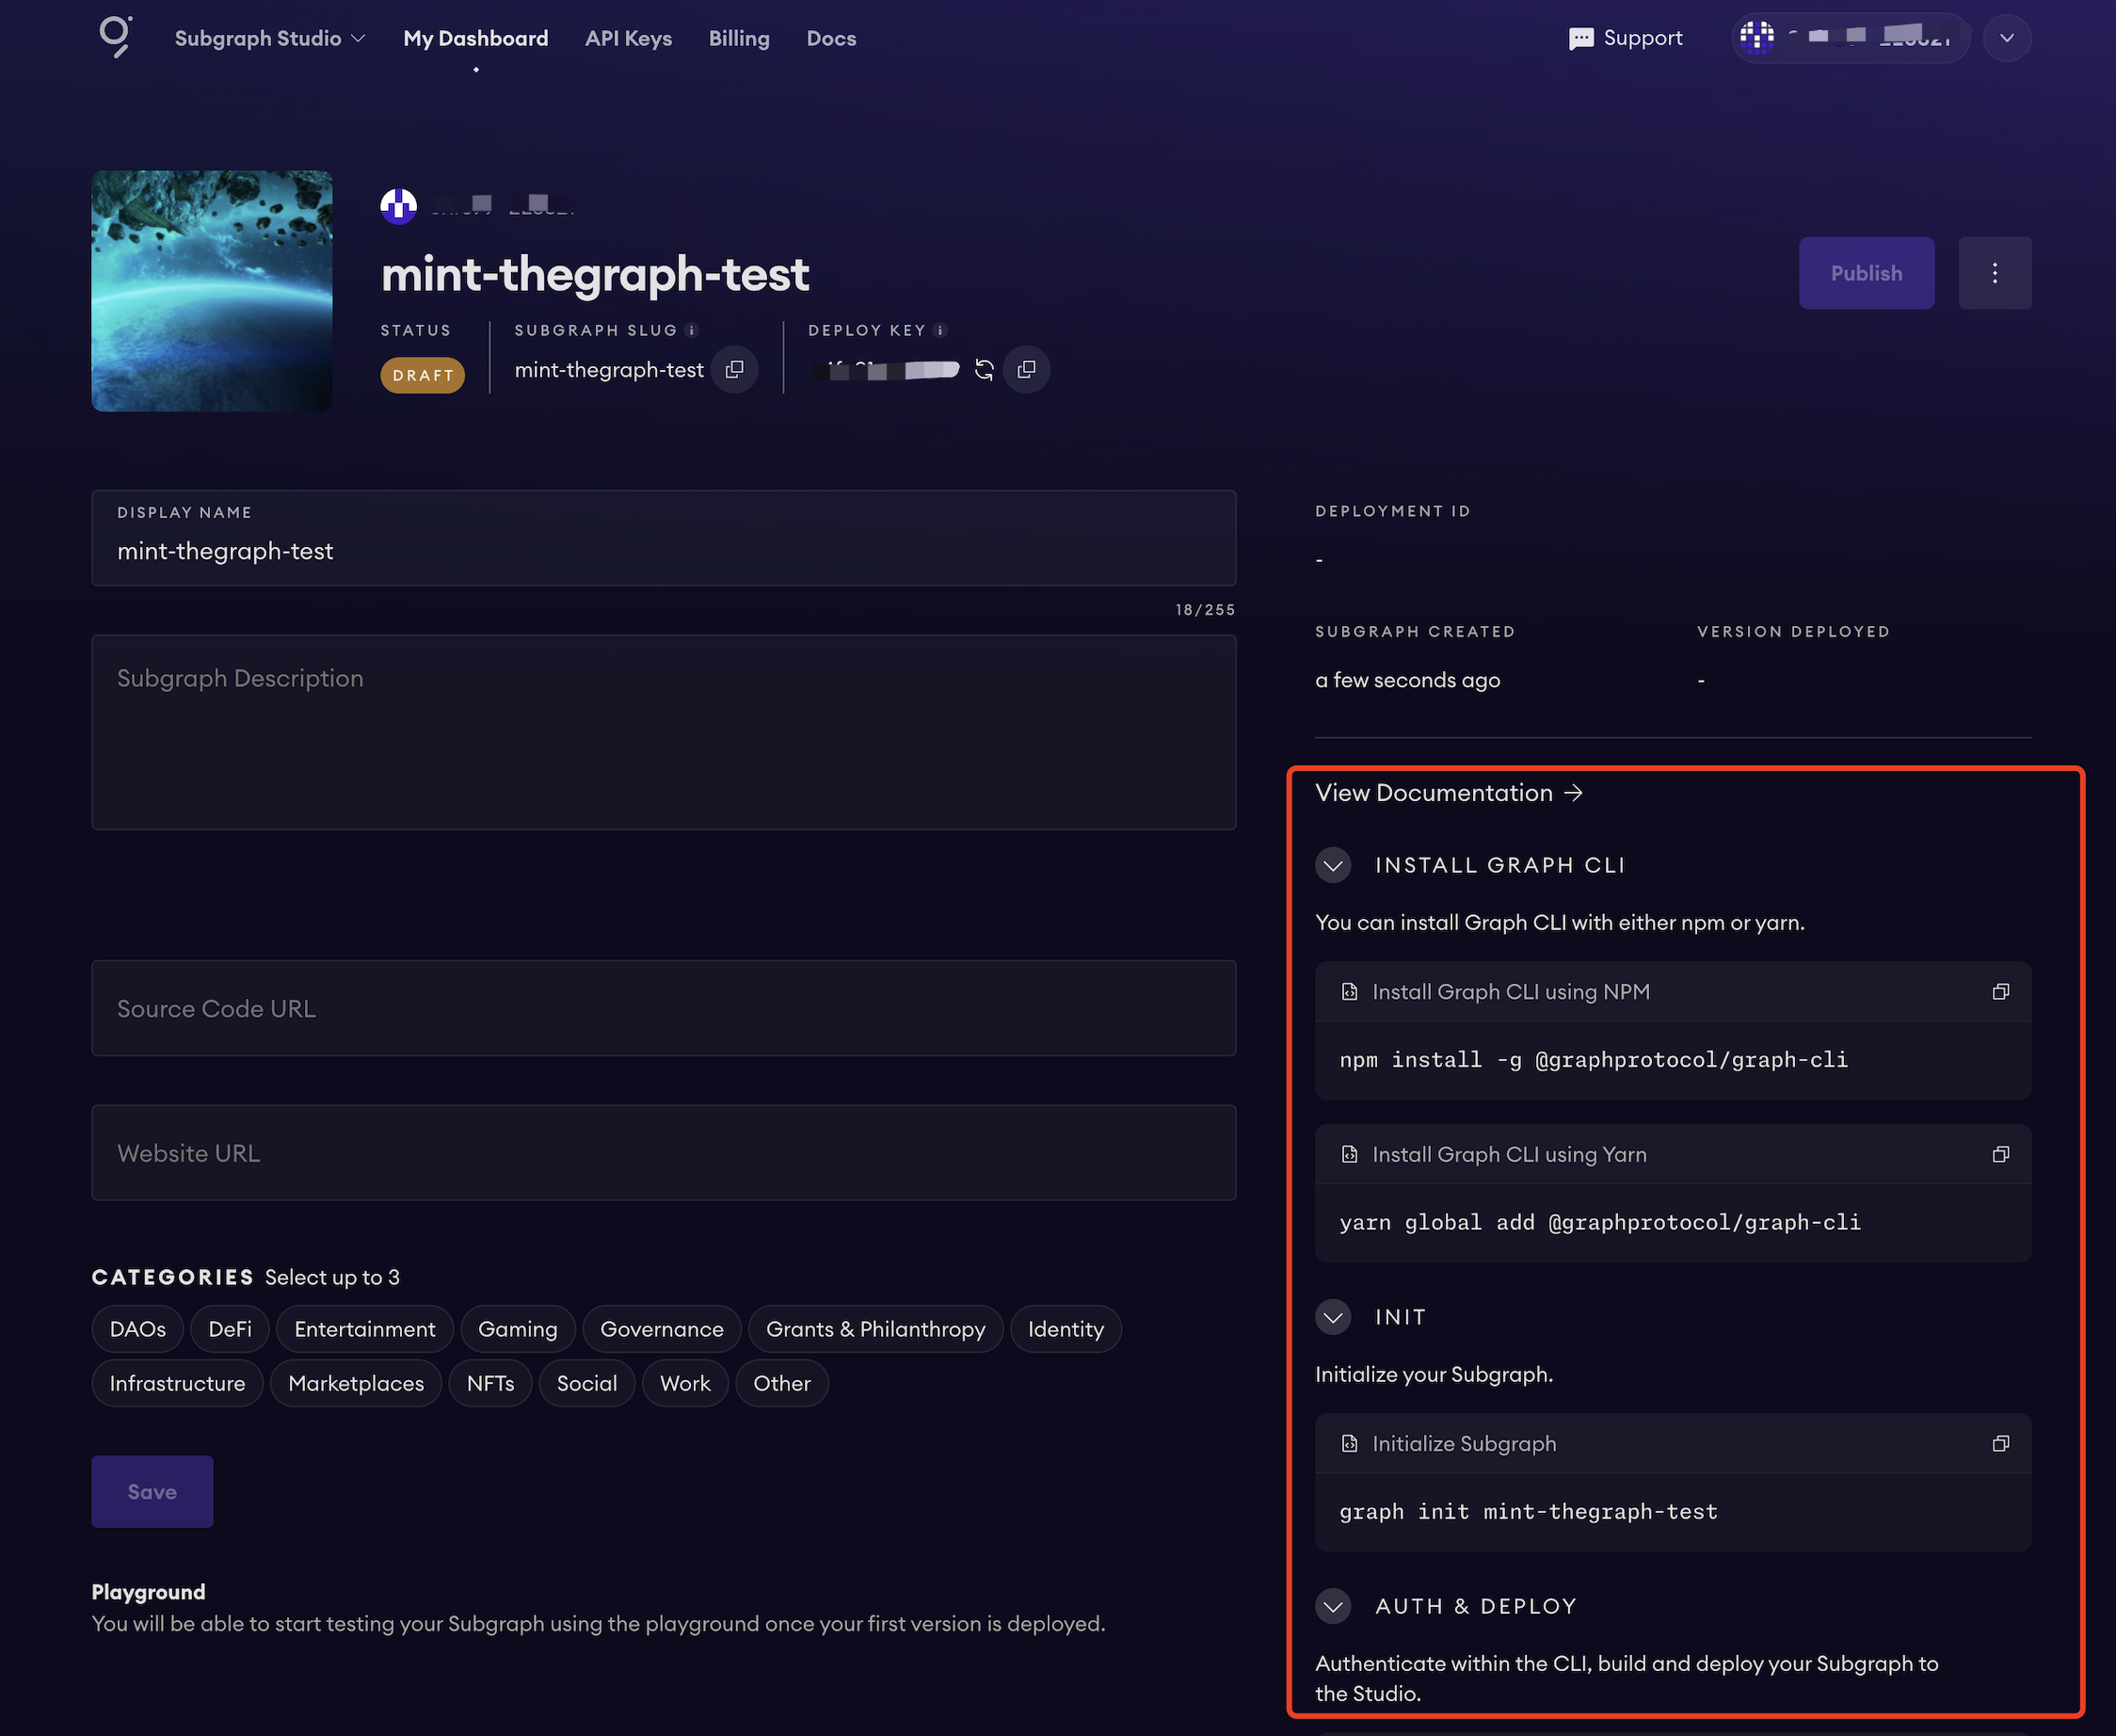 Subgraph Studio My Dashboard API Keys Billing Docs Support
mint-thegraph-test
Publish
STATUS
DRAFT
SUBGRAPH SLUG
mint-thegraph-test
DEPLOY KEY
DISPLAY NAME
mint-thegraph-test
18/255
Subgraph Description
Source Code URL
Website URL
CATEGORIES Select up to 3
DAOs DeFi Entertainment Gaming Governance Grants & Philanthropy Identity
Infrastructure Marketplaces NFTs Social Work Other
Save
Playground
You will be able to start testing your Subgraph using the playground once your first version is deployed.
DEPLOYMENT ID
-
SUBGRAPH CREATED
a few seconds ago
VERSION DEPLOYED
-
View Documentation →
INSTALL GRAPH CLI
You can install Graph CLI with either npm or yarn.
Install Graph CLI using NPM
npm install -g @graphprotocol/graph-cli
Install Graph CLI using Yarn
yarn global add @graphprotocol/graph-cli
INIT
Initialize your Subgraph.
Initialize Subgraph
graph init mint-thegraph-test
AUTH & DEPLOY
Authenticate within the CLI, build and deploy your Subgraph to
the Studio.